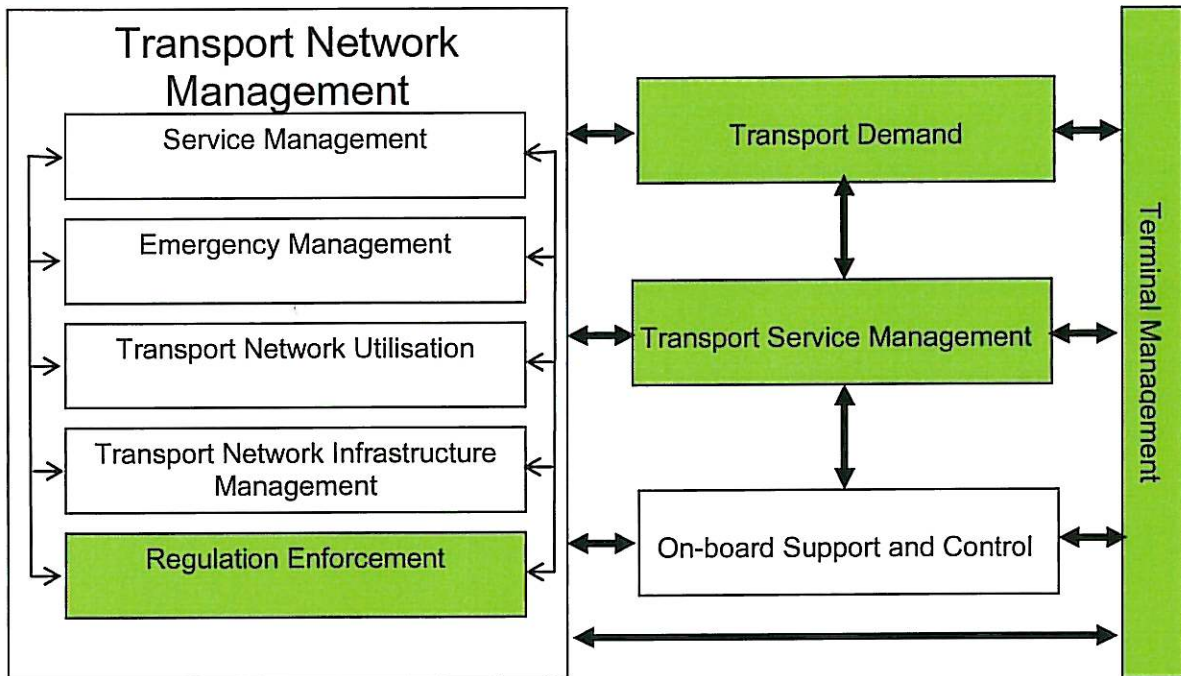 Transport Network
Management
Service Management
Emergency Management
Transport Network Utilisation
Transport Network Infrastructure
Management
Regulation Enforcement
Transport Demand
Transport Service Management
On-board Support and Control
Terminal Management